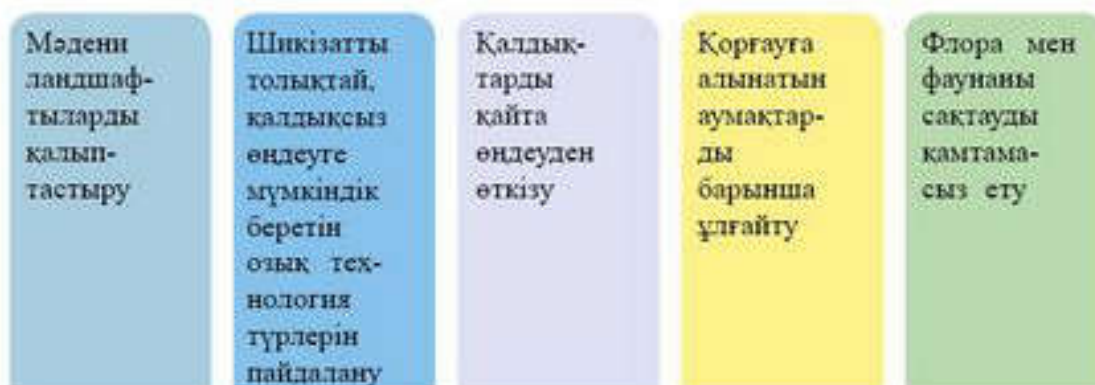 Мәдени
ландшаф-
тыларды
қалып-
тастыру
Шикізатты
толықтай,
қалдықсыз
өңдеуге
мүмкіндік
беретін
озық тех-
нология
түрлерін
пайдалану
Қалдық-
тарды
қайта
өңдеуден
өткізу
Қорғауға
алынатын
аумақтар-
ды
барынша
ұлғайту
Флора мен
фаунаны
сақтауды
қамтама-
сыз ету